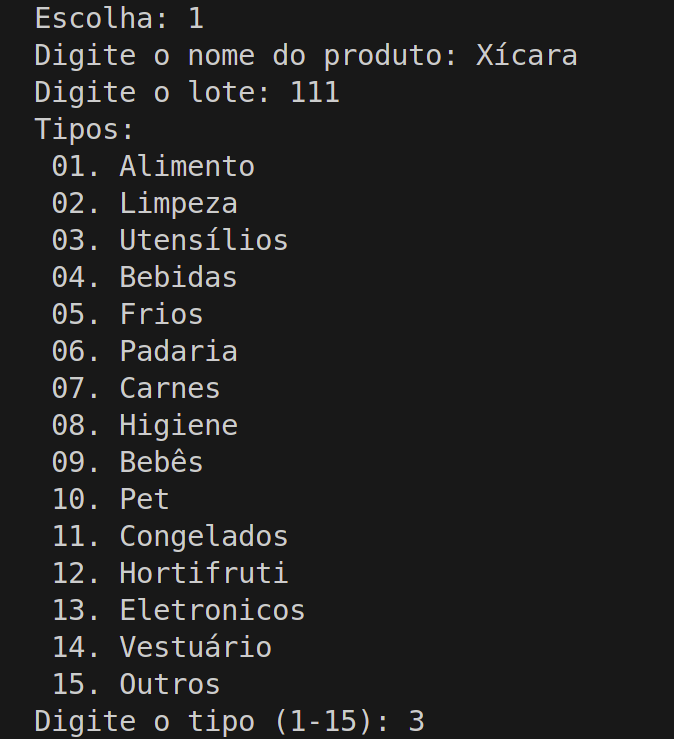 Escolha: 1
Digite o nome do produto: Xícara
Digite o lote: 111
Tipos:
01. Alimento
02. Limpeza
03. Utensílios
04. Bebidas
05. Frios
06. Padaria
07. Carnes
08. Higiene
09. Bebês
10. Pet
11. Congelados
12. Hortifruti
13. Eletronicos
14. Vestuário
15. Outros
Digite o tipo (1-15): 3